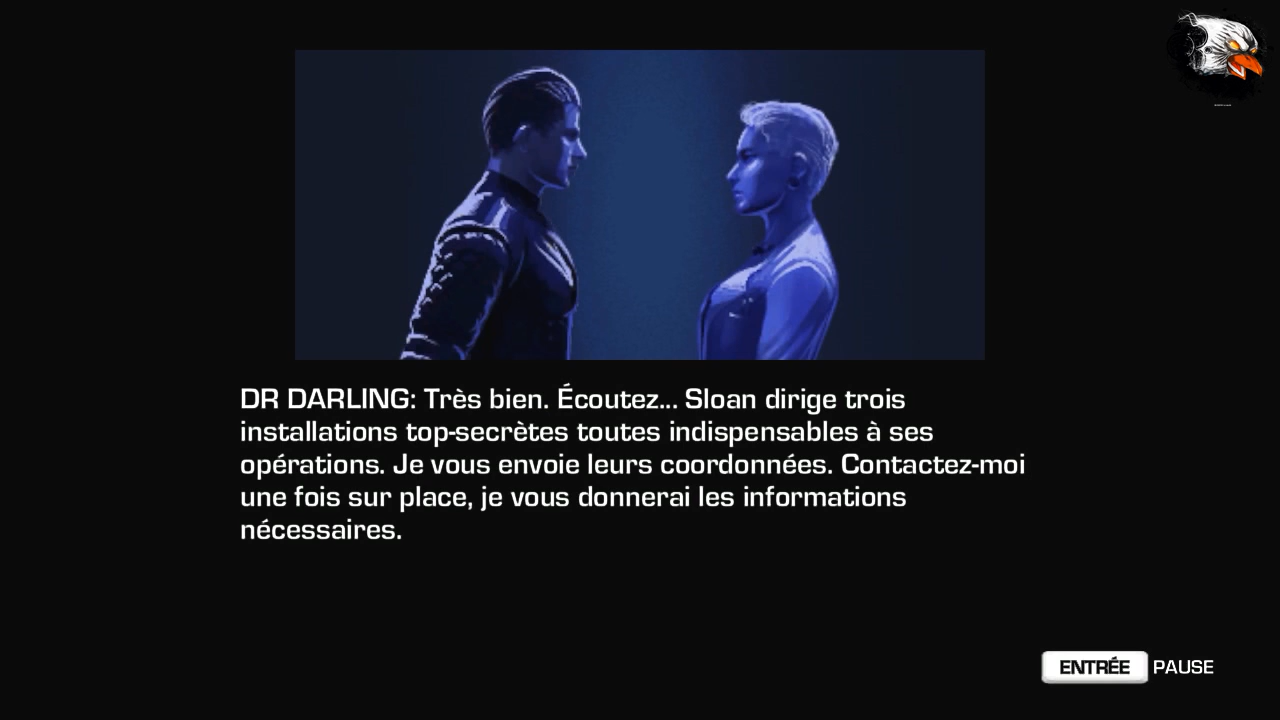 DR DARLING: Très bien. Écoutez... Sloan dirige trois
installations top-secrètes toutes indispensables à ses
opérations. Je vous envoie leurs coordonnées. Contactez-moi
une fois sur place, je vous donnerai les informations
nécessaires.
ENTRÉE PAUSE